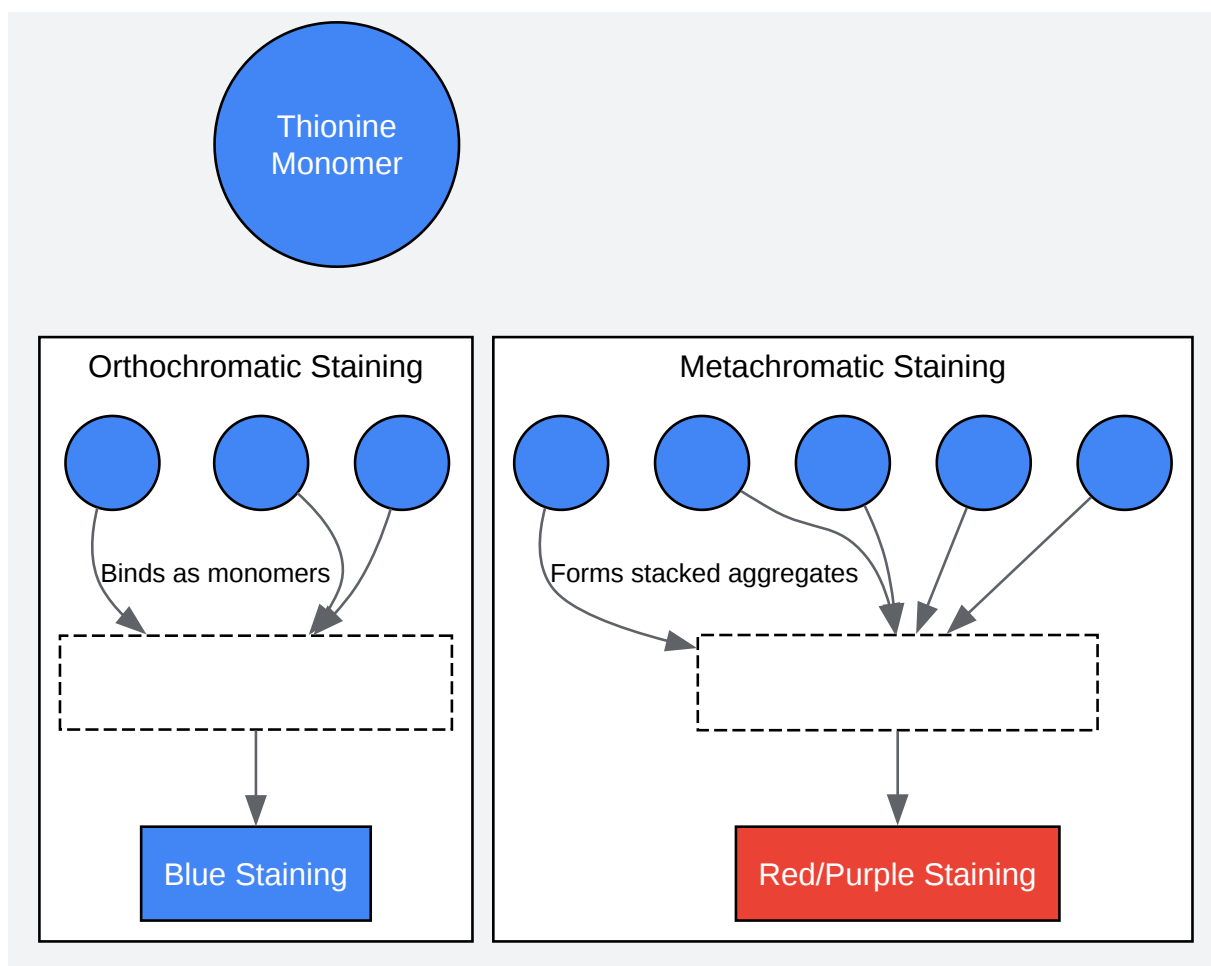 Thionine
Monomer
Orthochromatic Staining
Binds as monomers
Blue Staining
Metachromatic Staining
Forms stacked aggregates
Red/Purple Staining